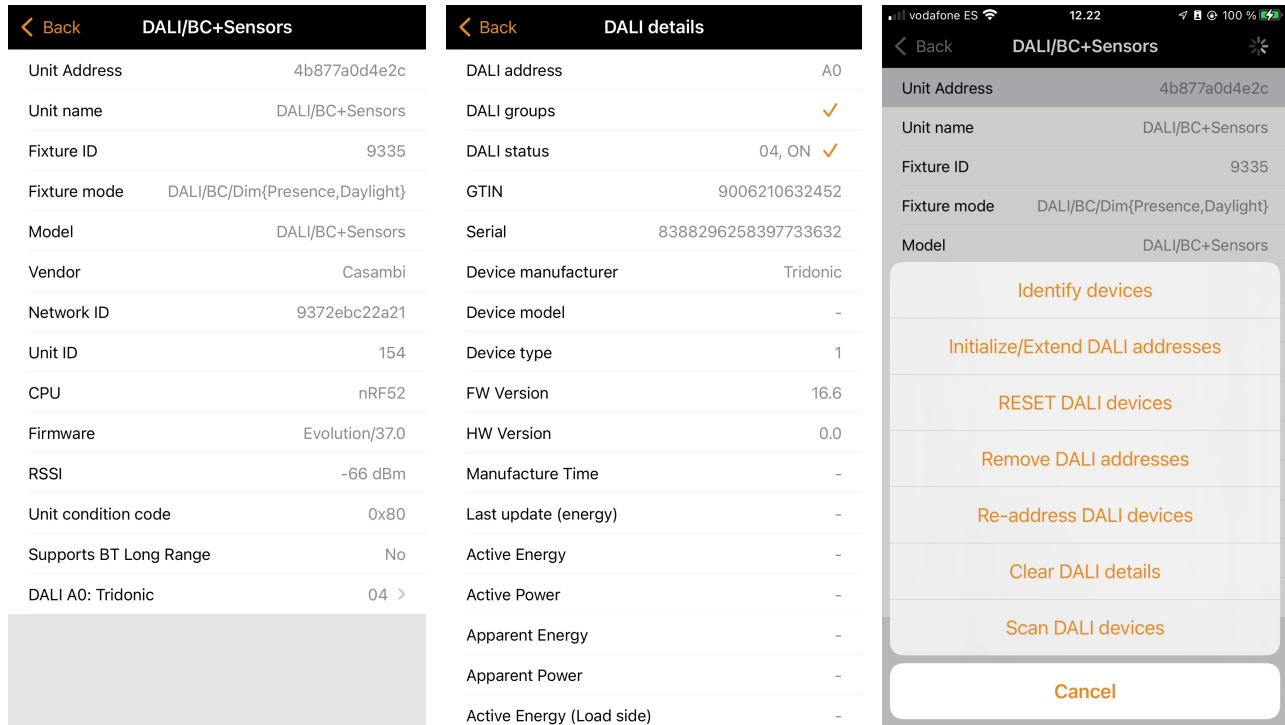 Back DALI/BC+Sensors
Unit Address 4b877a0d4e2c
Unit name DALI/BC+Sensors
Fixture ID 9335
Fixture mode DALI/BC/Dim{Presence,Daylight}
Model DALI/BC+Sensors
Vendor Casambi
Network ID 9372ebc22a21
Unit ID 154
CPU nRF52
Firmware Evolution/37.0
RSSI -66 dBm
Unit condition code 0x80
Supports BT Long Range No
DALI A0: Tridonic 04
Back DALI details
DALI address A0
DALI groups
DALI status 04, ON
GTIN 9006210632452
Serial 8388296258397733632
Device manufacturer Tridonic
Device model -
Device type 1
FW Version 16.6
HW Version 0.0
Manufacture Time -
Last update (energy) -
Active Energy -
Active Power -
Apparent Energy -
Apparent Power -
Active Energy (Load side) -
vodafone ES 12.22 100 %
Back DALI/BC+Sensors
Unit Address 4b877a0d4e2c
Unit name DALI/BC+Sensors
Fixture ID 9335
Fixture mode DALI/BC/Dim{Presence,Daylight}
Model DALI/BC+Sensors
Identify devices
Initialize/Extend DALI addresses
RESET DALI devices
Remove DALI addresses
Re-address DALI devices
Clear DALI details
Scan DALI devices
Cancel